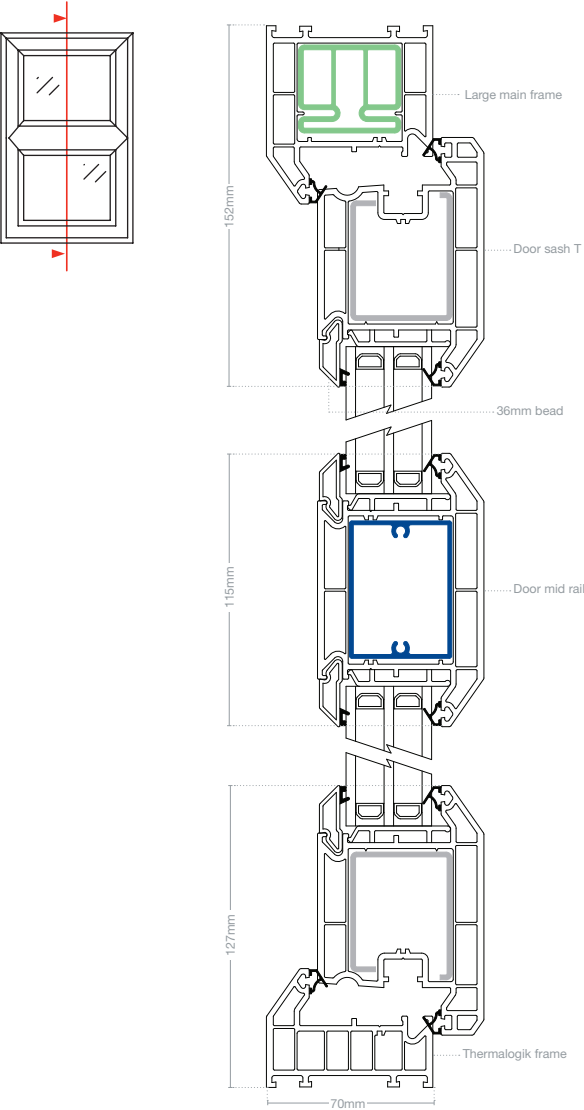 Large main frame
152mm
Door sash T
36mm bead
115mm
Door mid rail
127mm
Thermalogik frame
70mm